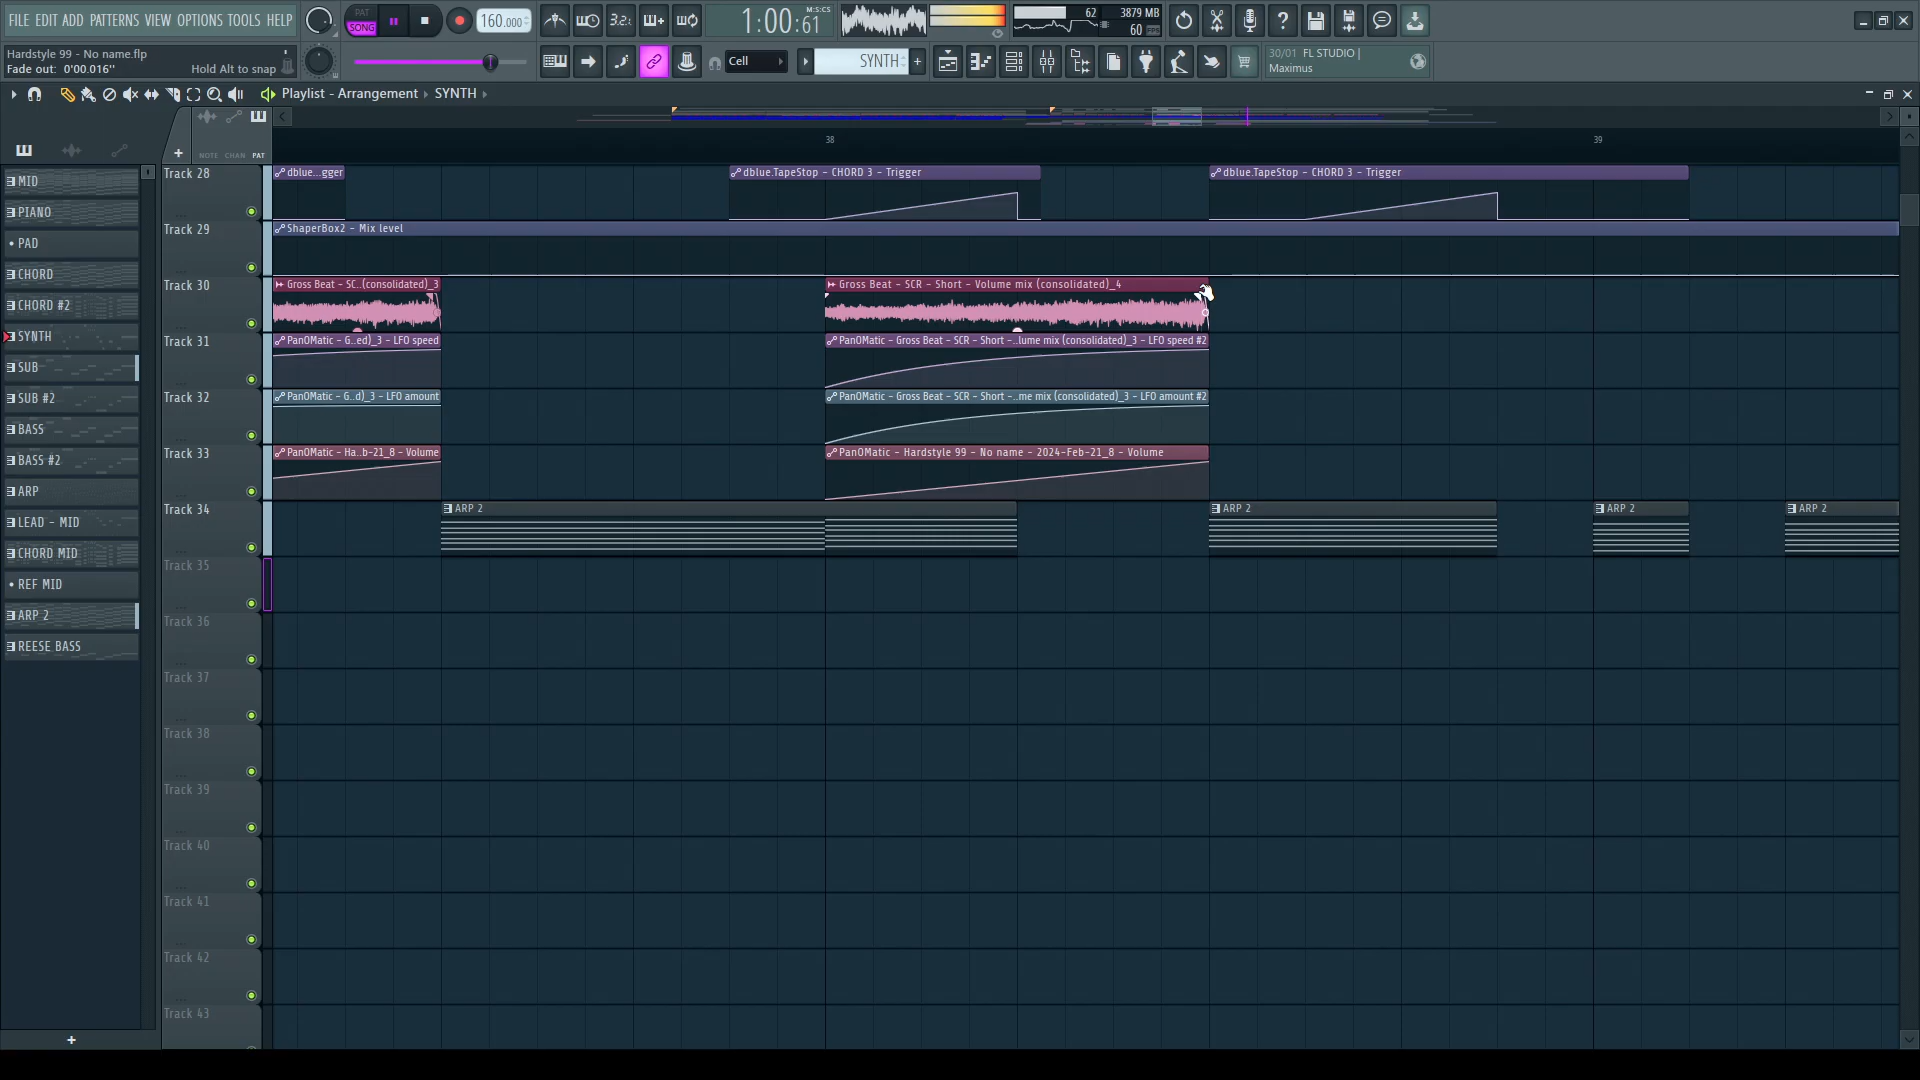 FILE EDIT ADD PATTERNS VIEW OPTIONS TOOLS HELP
PAT
SONG
160.000
3.2.
1:00:61
M:S:CS
62
3879 MB
60
Hardstyle 99 - No name.flp
Fade out: 0'00.016''
Hold Alt to snap
Cell
SYNTH
30/01 FL STUDIO |
Maximus
Playlist - Arrangement › SYNTH ›
NOTE CHAN PAT
38
39
MID
PIANO
PAD
CHORD
CHORD #2
SYNTH
SUB
SUB #2
BASS
BASS #2
ARP
LEAD - MID
CHORD MID
REF MID
ARP 2
REESE BASS
Track 28
dblue...gger
dblue.TapeStop - CHORD 3 - Trigger
dblue.TapeStop - CHORD 3 - Trigger
Track 29
ShaperBox2 - Mix level
Track 30
Gross Beat - SC..(consolidated)_3
Gross Beat - SCR - Short - Volume mix (consolidated)_4
Track 31
PanOMatic - G..ed)_3 - LFO speed
PanOMatic - Gross Beat - SCR - Short -..lume mix (consolidated)_3 - LFO speed #2
Track 32
PanOMatic - G..d)_3 - LFO amount
PanOMatic - Gross Beat - SCR - Short -..me mix (consolidated)_3 - LFO amount #2
Track 33
PanOMatic - Ha..b-21_8 - Volume
PanOMatic - Hardstyle 99 - No name - 2024-Feb-21_8 - Volume
Track 34
ARP 2
ARP 2
ARP 2
ARP 2
Track 35
Track 36
Track 37
Track 38
Track 39
Track 40
Track 41
Track 42
Track 43